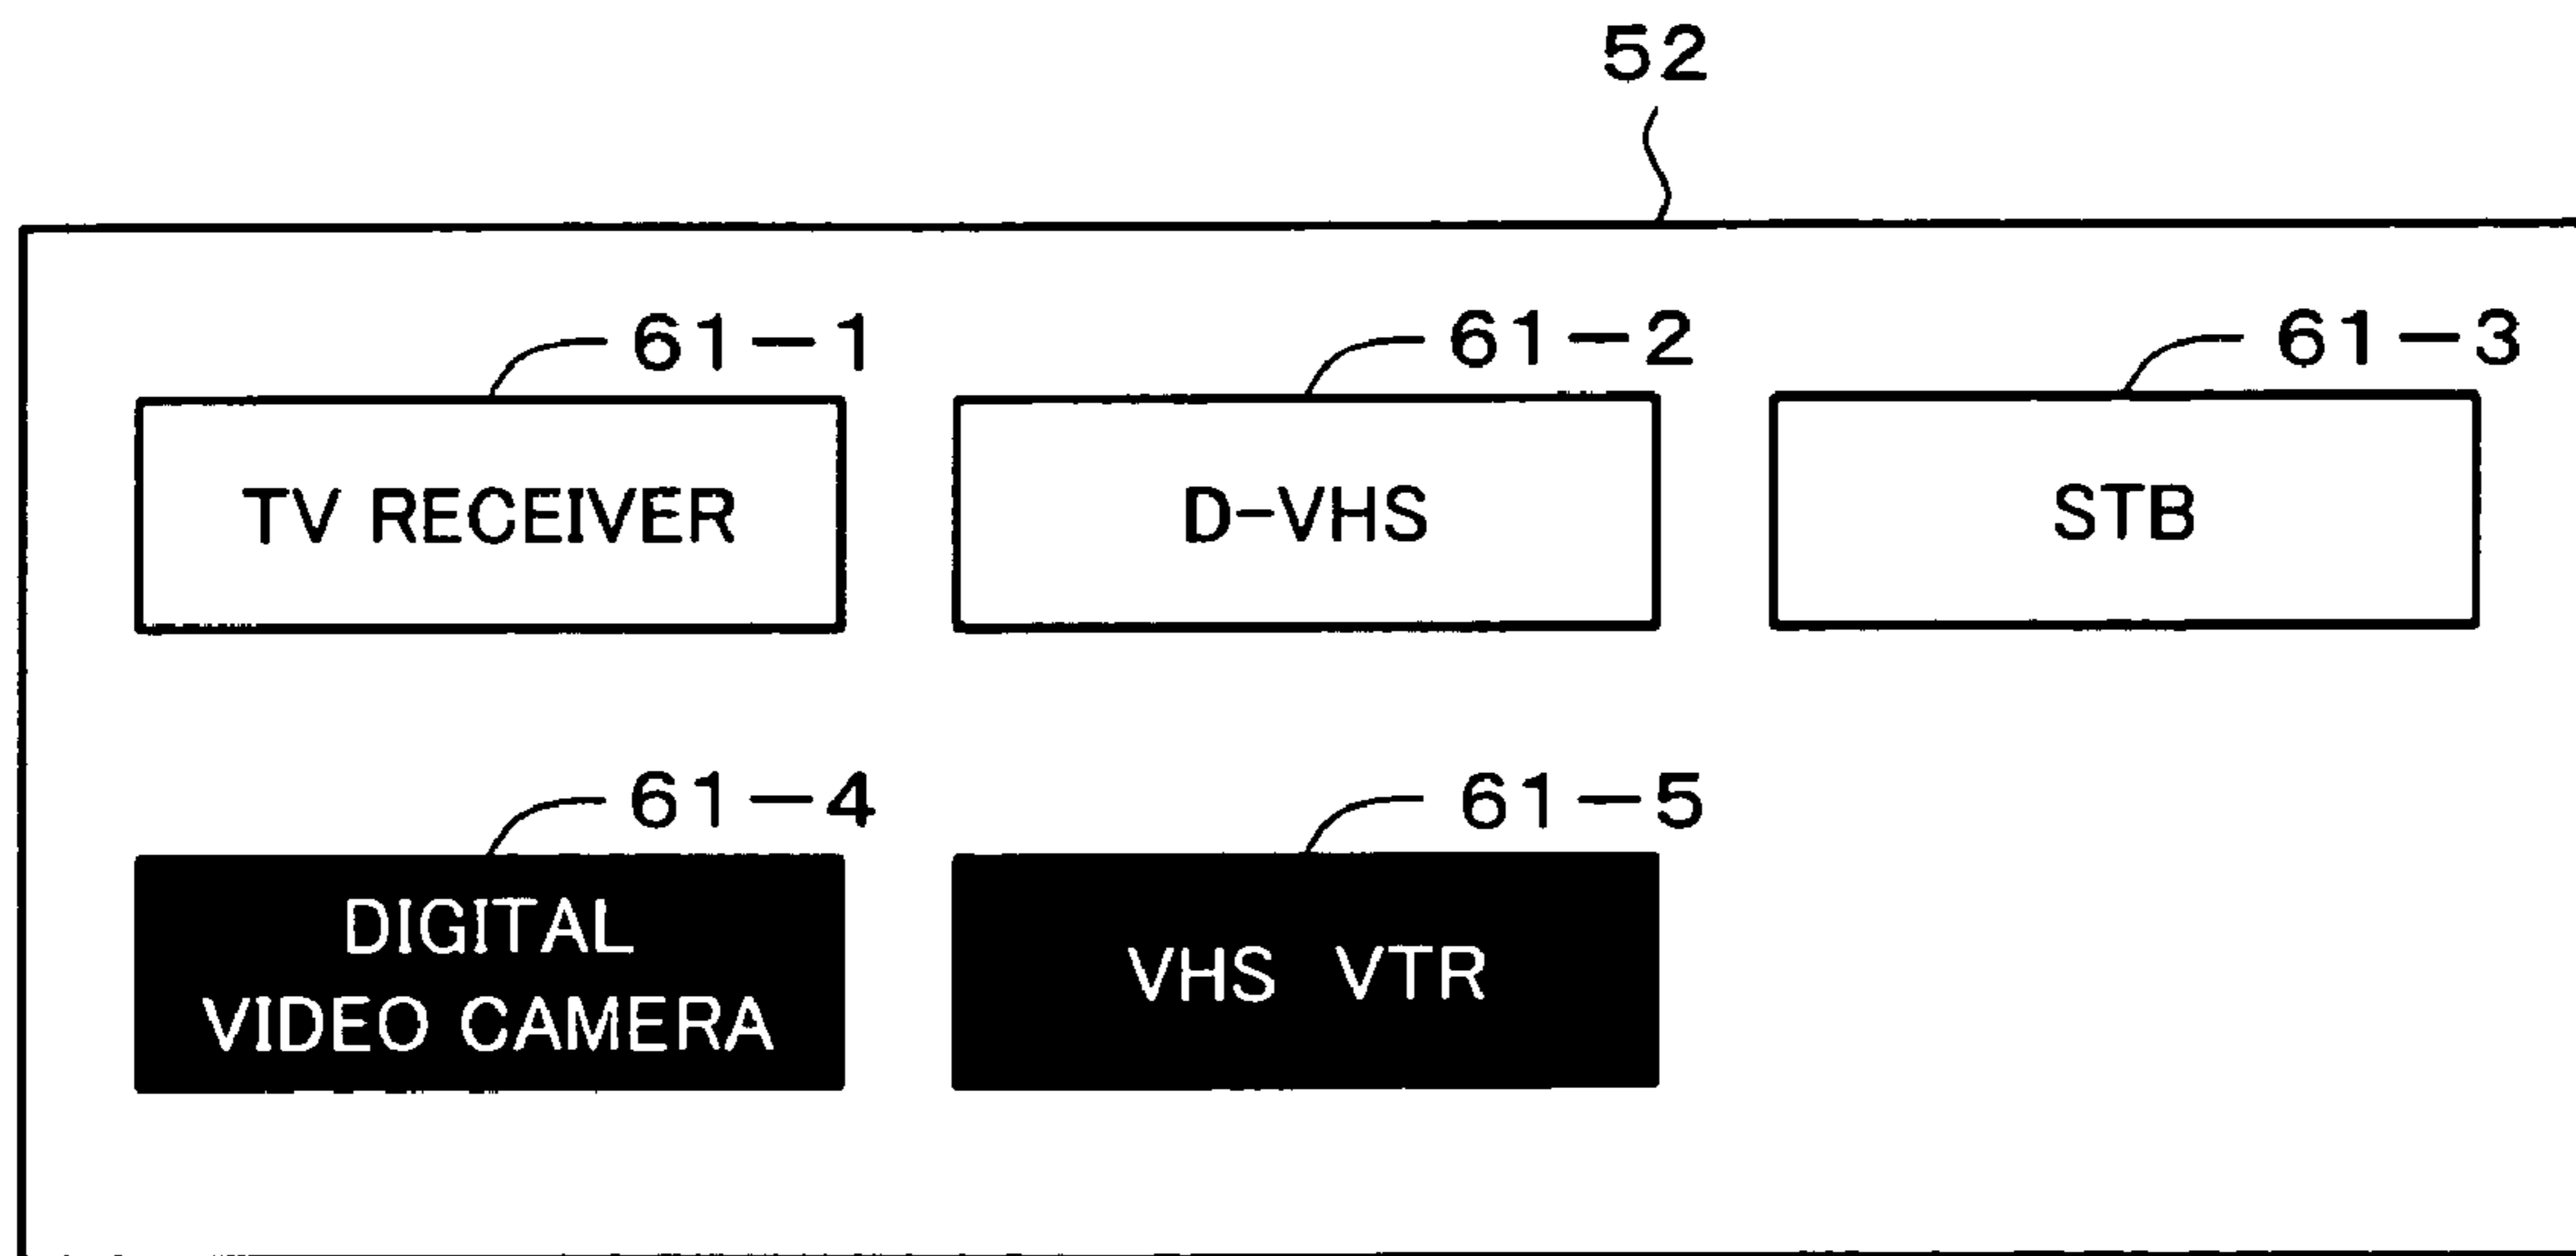 52
61-1
61-2
61-3
TV RECEIVER
D-VHS
STB
61-4
61-5
DIGITAL
VIDEO CAMERA
VHS VTR